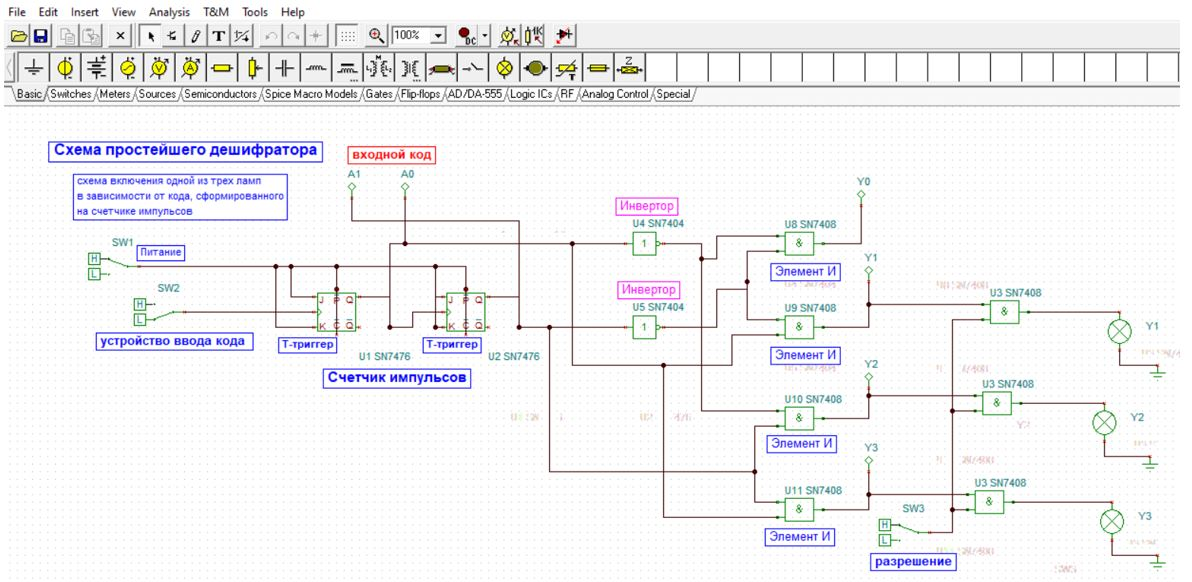 File Edit Insert View Analysis T&M Tools Help
100%
DC
1K
M
Z
Basic Switches Meters Sources Semiconductors Spice Macro Models Gates Flip-flops AD/DA-555 Logic ICs RF Analog Control Special
Схема простейшего дешифратора
входной код
схема включения одной из трех ламп
в зависимости от кода, сформированного
на счетчике импульсов
A1 A0
Y0
Инвертор
U4 SN7404
1
U8 SN7408
&
SW1
H
L
Питание
Элемент И
Y1
SW2
H
L
J P Q
K C Q
J P Q
K C Q
Инвертор
U5 SN7404
1
U9 SN7408
&
U3 SN7408
&
Y1
устройство ввода кода
Т-триггер
Т-триггер
U1 SN7476
U2 SN7476
Элемент И
Счетчик импульсов
Y2
U10 SN7408
&
U3 SN7408
&
Y2
Элемент И
Y3
U11 SN7408
&
U3 SN7408
&
Y3
SW3
H
L
Элемент И
разрешение